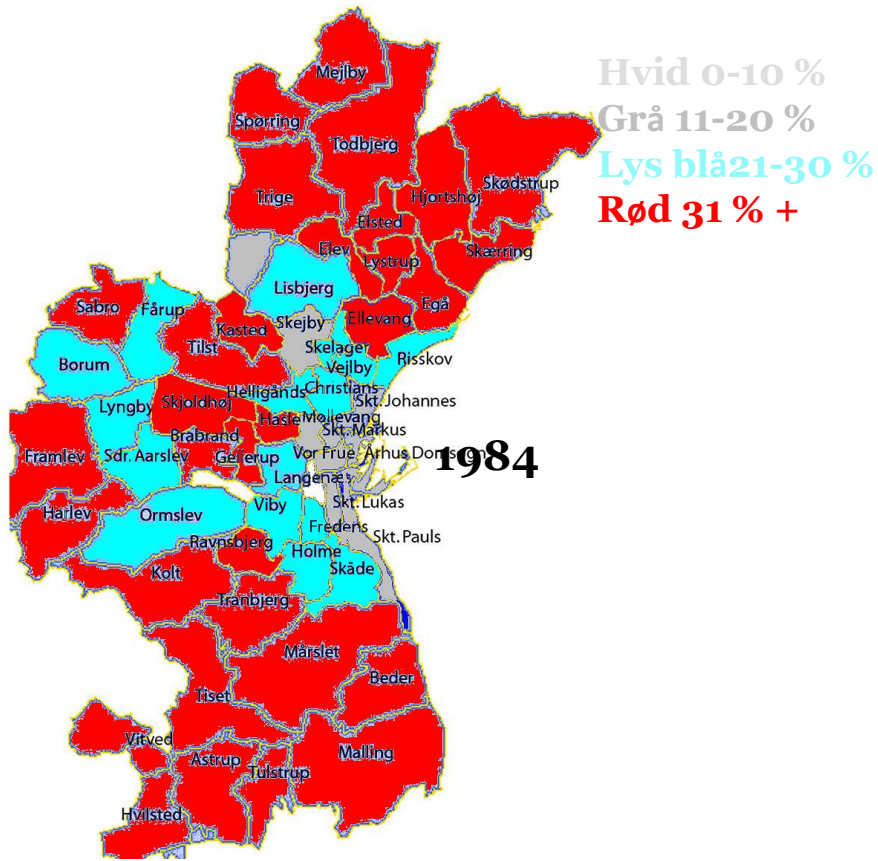 Hvid 0-10 %
Grå 11-20 %
Lys blå21-30 %
Rød 31 % +
Mejlby
Spørring
Todbjerg
Trige
Hjortshøj
Skødstrup
Elsted
Elev
Lystrup
Skærring
Lisbjerg
Egå
Sabro
Fårup
Kasted
Skejby
Ellevang
Tilst
Skelager
Borum
Vejlby
Risskov
Helligånds
Christians
Lyngby
Skjoldhøj
Skt. Johannes
Hasle
Møllevang
Skt. Markus
Brabrand
Framlev
Sdr. Aarslev
Gellerup
Vor Frue
Århus Domsogn
1984
Langenæs
Harlev
Ormslev
Viby
Skt. Lukas
Fredens
Skt. Pauls
Ravnsbjerg
Holme
Kolt
Skåde
Tranbjerg
Mårslet
Beder
Tiset
Vitved
Astrup
Malling
Tulstrup
Hvilsted